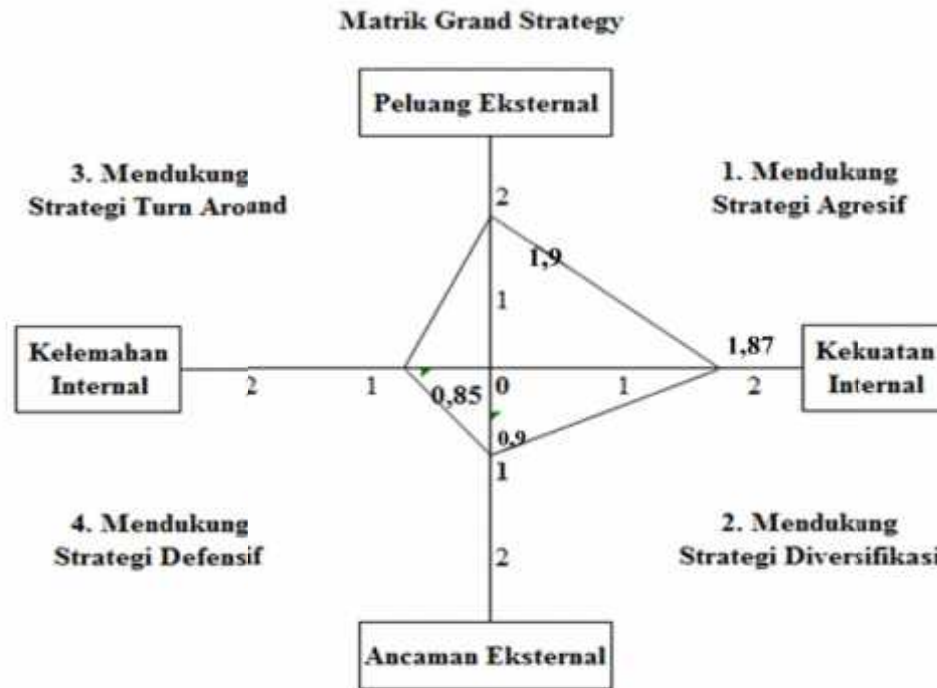 Matrik Grand Strategy
Peluang Eksternal
3. Mendukung
Strategi Turn Around
1. Mendukung
Strategi Agresif
2
1,9
1
Kelemahan
Internal
1,87
Kekuatan
Internal
2
1
0,85
0
1
2
0,9
1
4. Mendukung
Strategi Defensif
2. Mendukung
Strategi Diversifikasi
2
Ancaman Eksternal